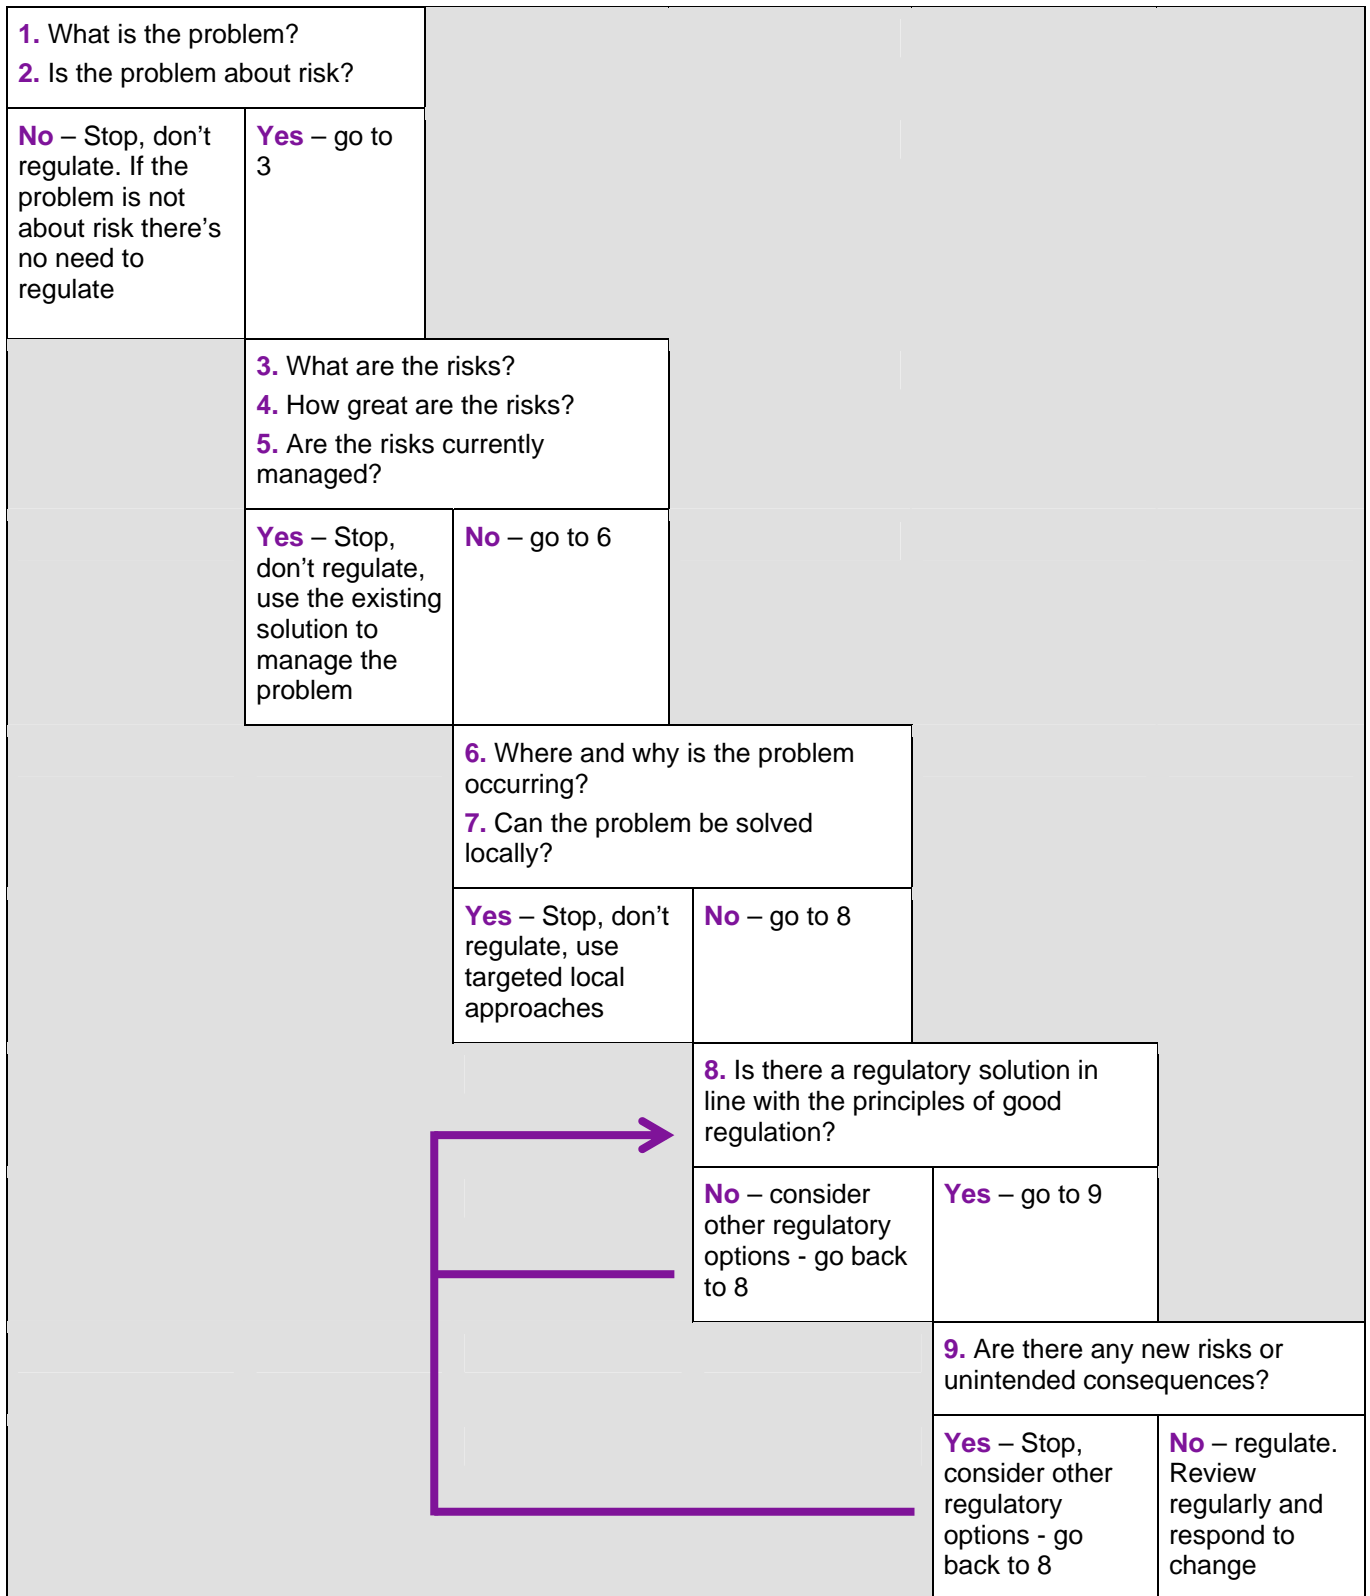 1. What is the problem?
2. Is the problem about risk?
No – Stop, don’t
regulate. If the
problem is not
about risk there’s
no need to
regulate
Yes – go to
3
3. What are the risks?
4. How great are the risks?
5. Are the risks currently
managed?
Yes – Stop,
don’t regulate,
use the existing
solution to
manage the
problem
No – go to 6
6. Where and why is the problem
occurring?
7. Can the problem be solved
locally?
Yes – Stop, don’t
regulate, use
targeted local
approaches
No – go to 8
8. Is there a regulatory solution in
line with the principles of good
regulation?
No – consider
other regulatory
options - go back
to 8
Yes – go to 9
9. Are there any new risks or
unintended consequences?
Yes – Stop,
consider other
regulatory
options - go
back to 8
No – regulate.
Review
regularly and
respond to
change